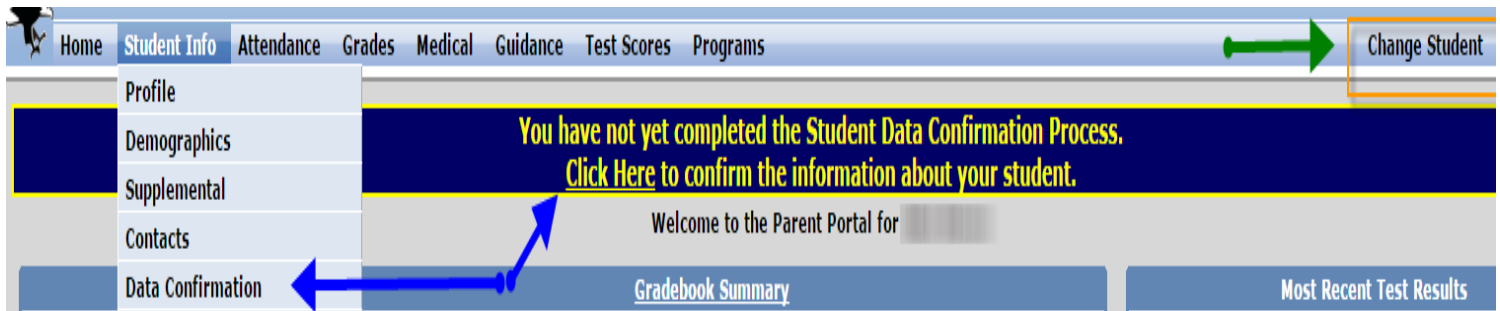 Home Student Info Attendance Grades Medical Guidance Test Scores Programs Change Student
Profile
Demographics
Supplemental
Contacts
Data Confirmation
You have not yet completed the Student Data Confirmation Process.
Click Here to confirm the information about your student.
Welcome to the Parent Portal for
Gradebook Summary
Most Recent Test Results